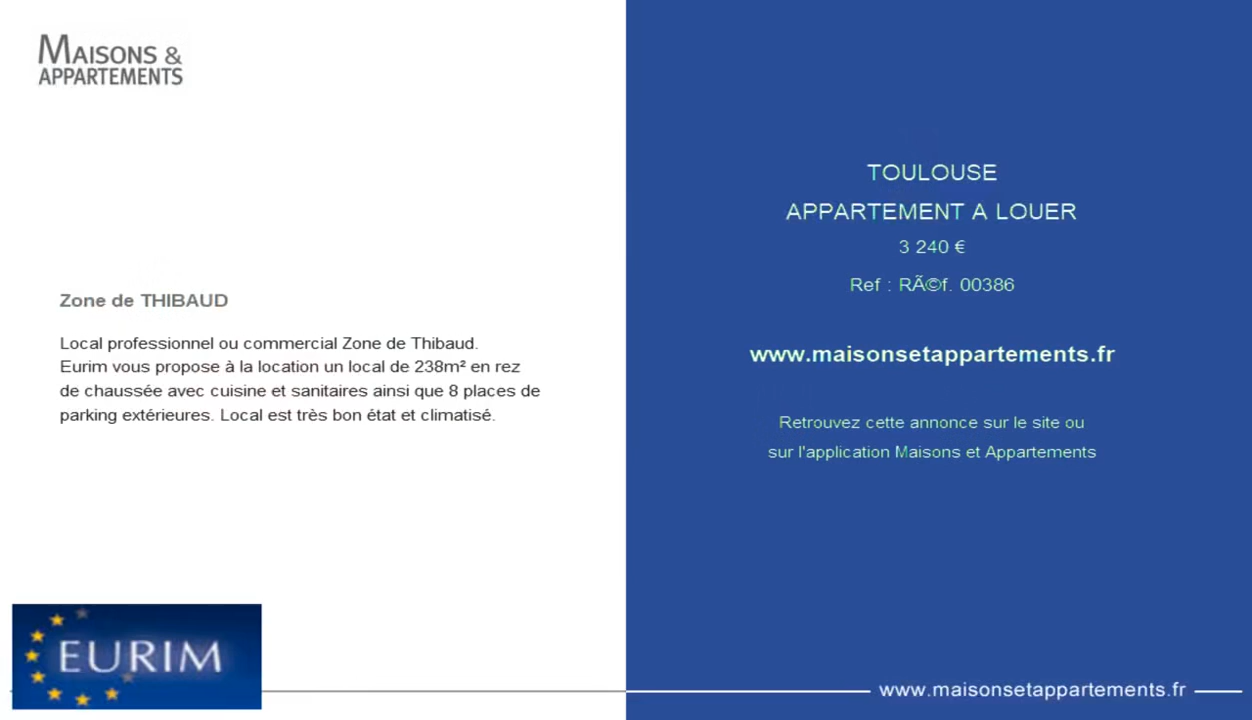 MAISONS &
APPARTEMENTS
Zone de THIBAUD
Local professionnel ou commercial Zone de Thibaud.
Eurim vous propose à la location un local de 238m² en rez
de chaussée avec cuisine et sanitaires ainsi que 8 places de
parking extérieures. Local est très bon état et climatisé.
EURIM
TOULOUSE
APPARTEMENT A LOUER
3 240 €
Ref : RÃ©f. 00386
www.maisonsetappartements.fr
Retrouvez cette annonce sur le site ou
sur l'application Maisons et Appartements
www.maisonsetappartements.fr